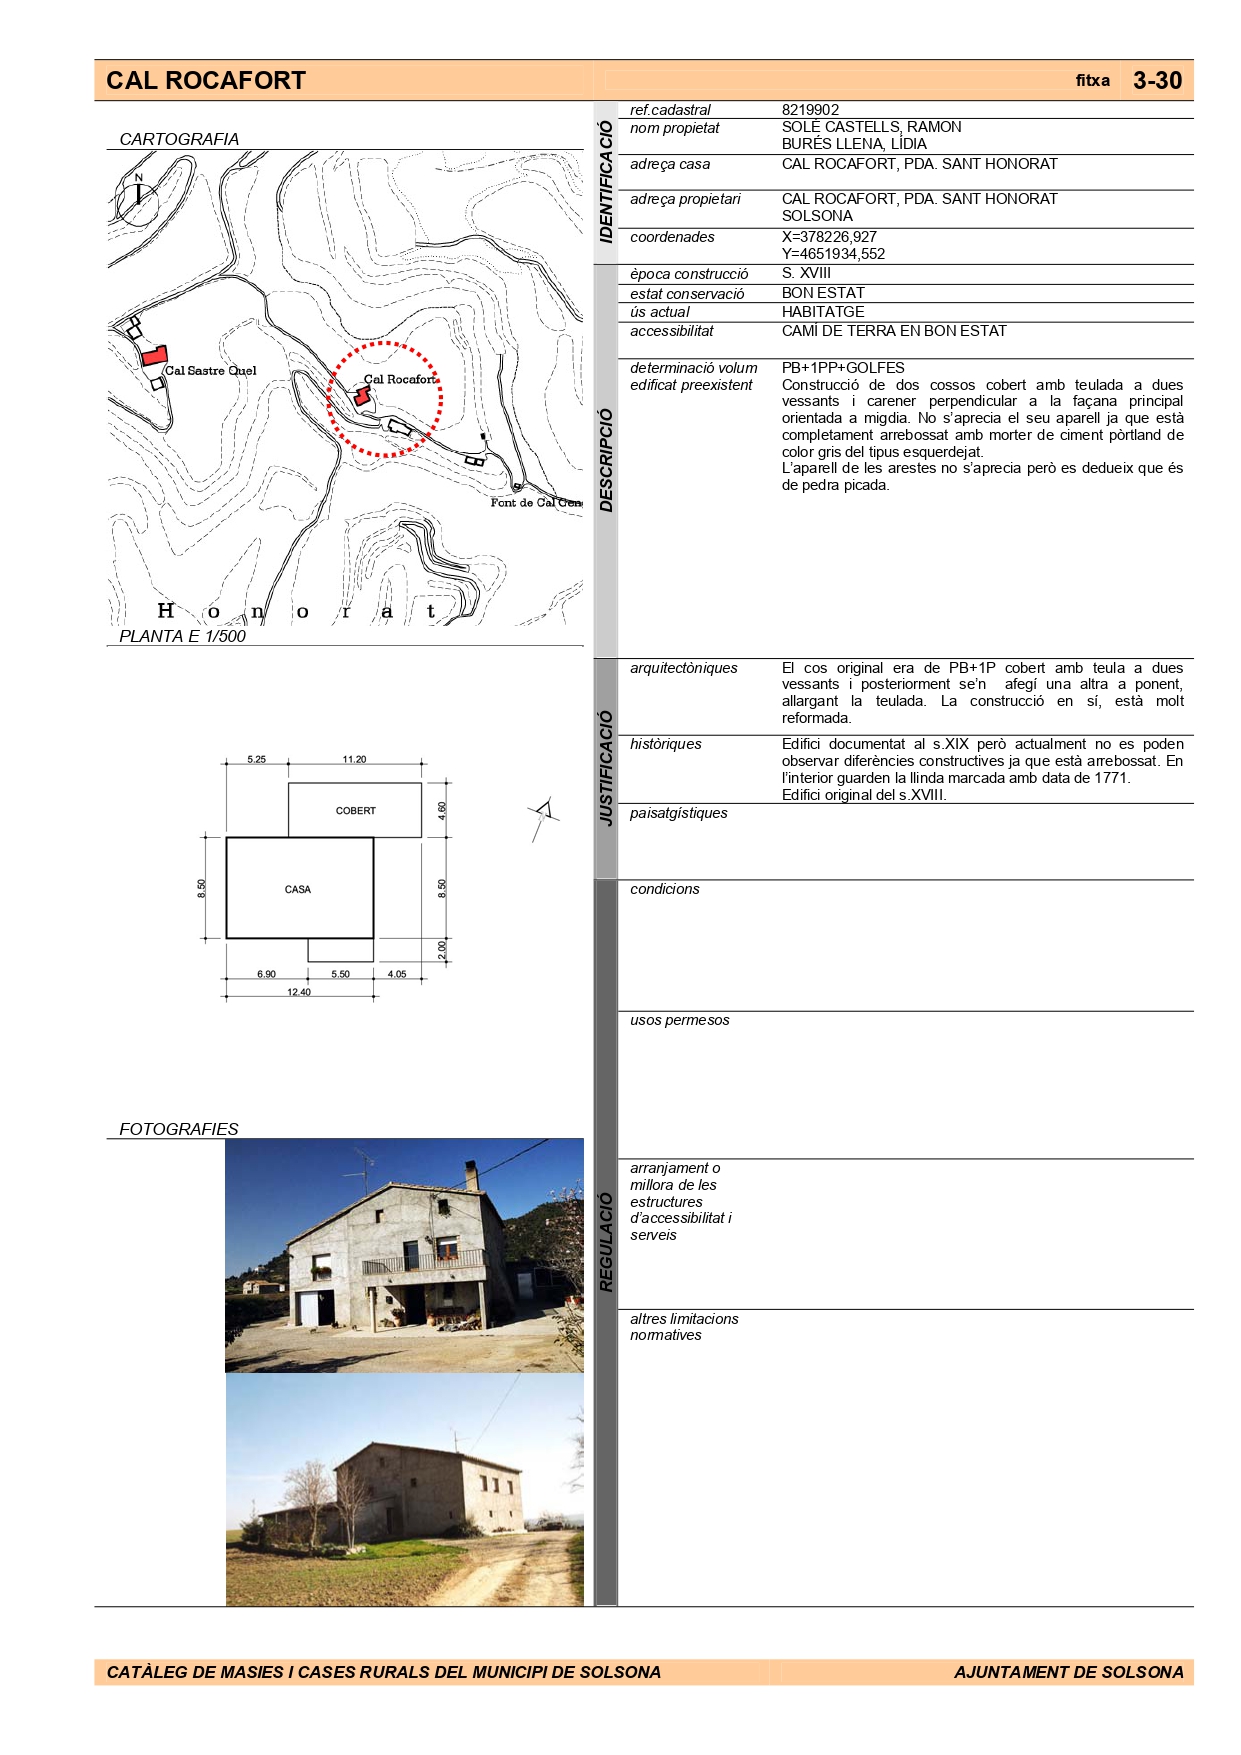 CAL ROCAFORT
fitxa 3-30
CARTOGRAFIA
N
Cal Sastre Quel
Cal Rocafort
Font de Cal Cen
Honorat
PLANTA E 1/500
5.25 11.20
COBERT
4.60
CASA
8.50
8.50
2.00
6.90 5.50 4.05
12.40
FOTOGRAFIES
IDENTIFICACIÓ
ref.cadastral 8219902
nom propietat SOLÉ CASTELLS, RAMON
BURÉS LLENA, LÍDIA
adreça casa CAL ROCAFORT, PDA. SANT HONORAT
adreça propietari CAL ROCAFORT, PDA. SANT HONORAT
SOLSONA
coordenades X=378226,927
Y=4651934,552
DESCRIPCIÓ
època construcció S. XVIII
estat conservació BON ESTAT
ús actual HABITATGE
accessibilitat CAMÍ DE TERRA EN BON ESTAT
determinació volum PB+1PP+GOLFES
edificat preexistent Construcció de dos cossos cobert amb teulada a dues
vessants i carener perpendicular a la façana principal
orientada a migdia. No s’aprecia el seu aparell ja que està
completament arrebossat amb morter de ciment pòrtland de
color gris del tipus esquerdejat.
L’aparell de les arestes no s’aprecia però es dedueix que és
de pedra picada.
JUSTIFICACIÓ
arquitectòniques El cos original era de PB+1P cobert amb teula a dues
vessants i posteriorment se’n afegí una altra a ponent,
allargant la teulada. La construcció en sí, està molt
reformada.
històriques Edifici documentat al s.XIX però actualment no es poden
observar diferències constructives ja que està arrebossat. En
l’interior guarden la llinda marcada amb data de 1771.
Edifici original del s.XVIII.
paisatgístiques
REGULACIÓ
condicions
usos permesos
arranjament o
millora de les
estructures
d’accessibilitat i
serveis
altres limitacions
normatives
CATÀLEG DE MASIES I CASES RURALS DEL MUNICIPI DE SOLSONA AJUNTAMENT DE SOLSONA